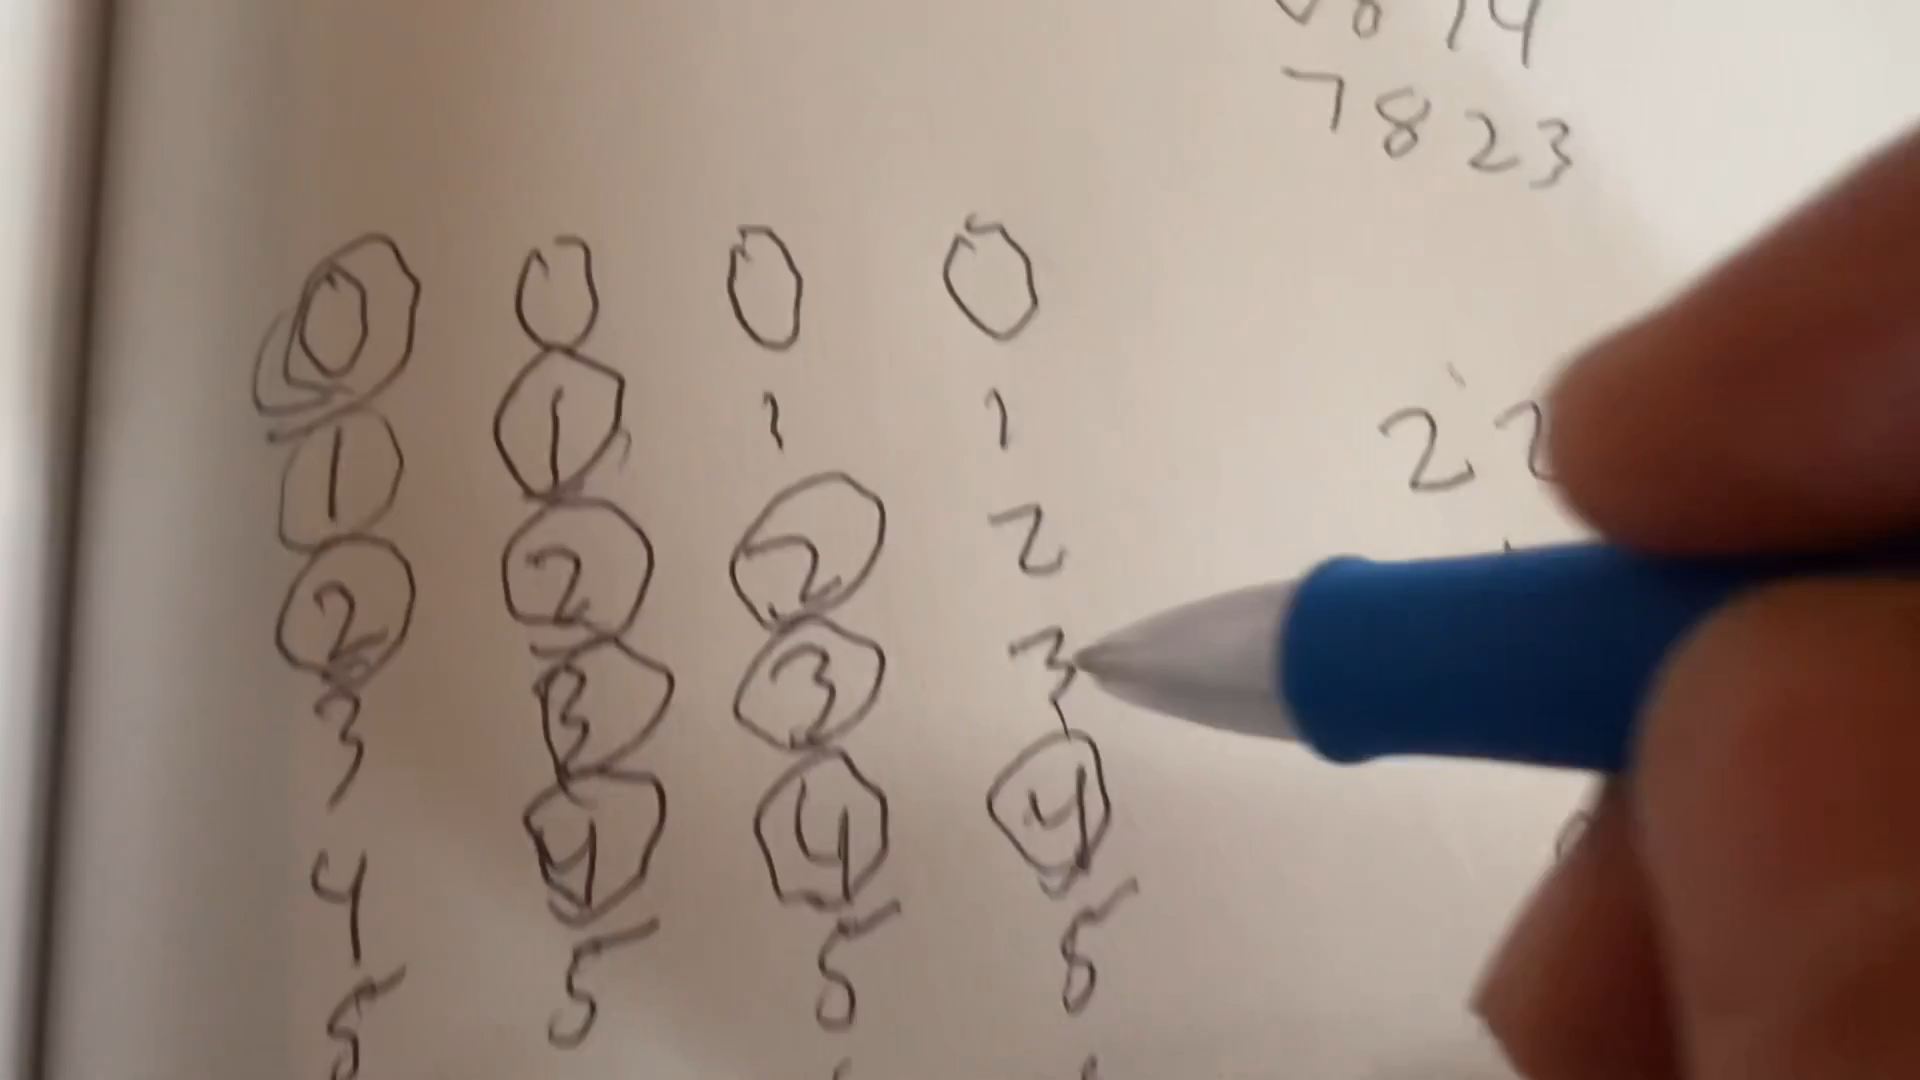 7823
0 0 0 0
1 1 1 1
2 2 2 2
22
3 3 3 3
4 4 4 4
5 5 5 5